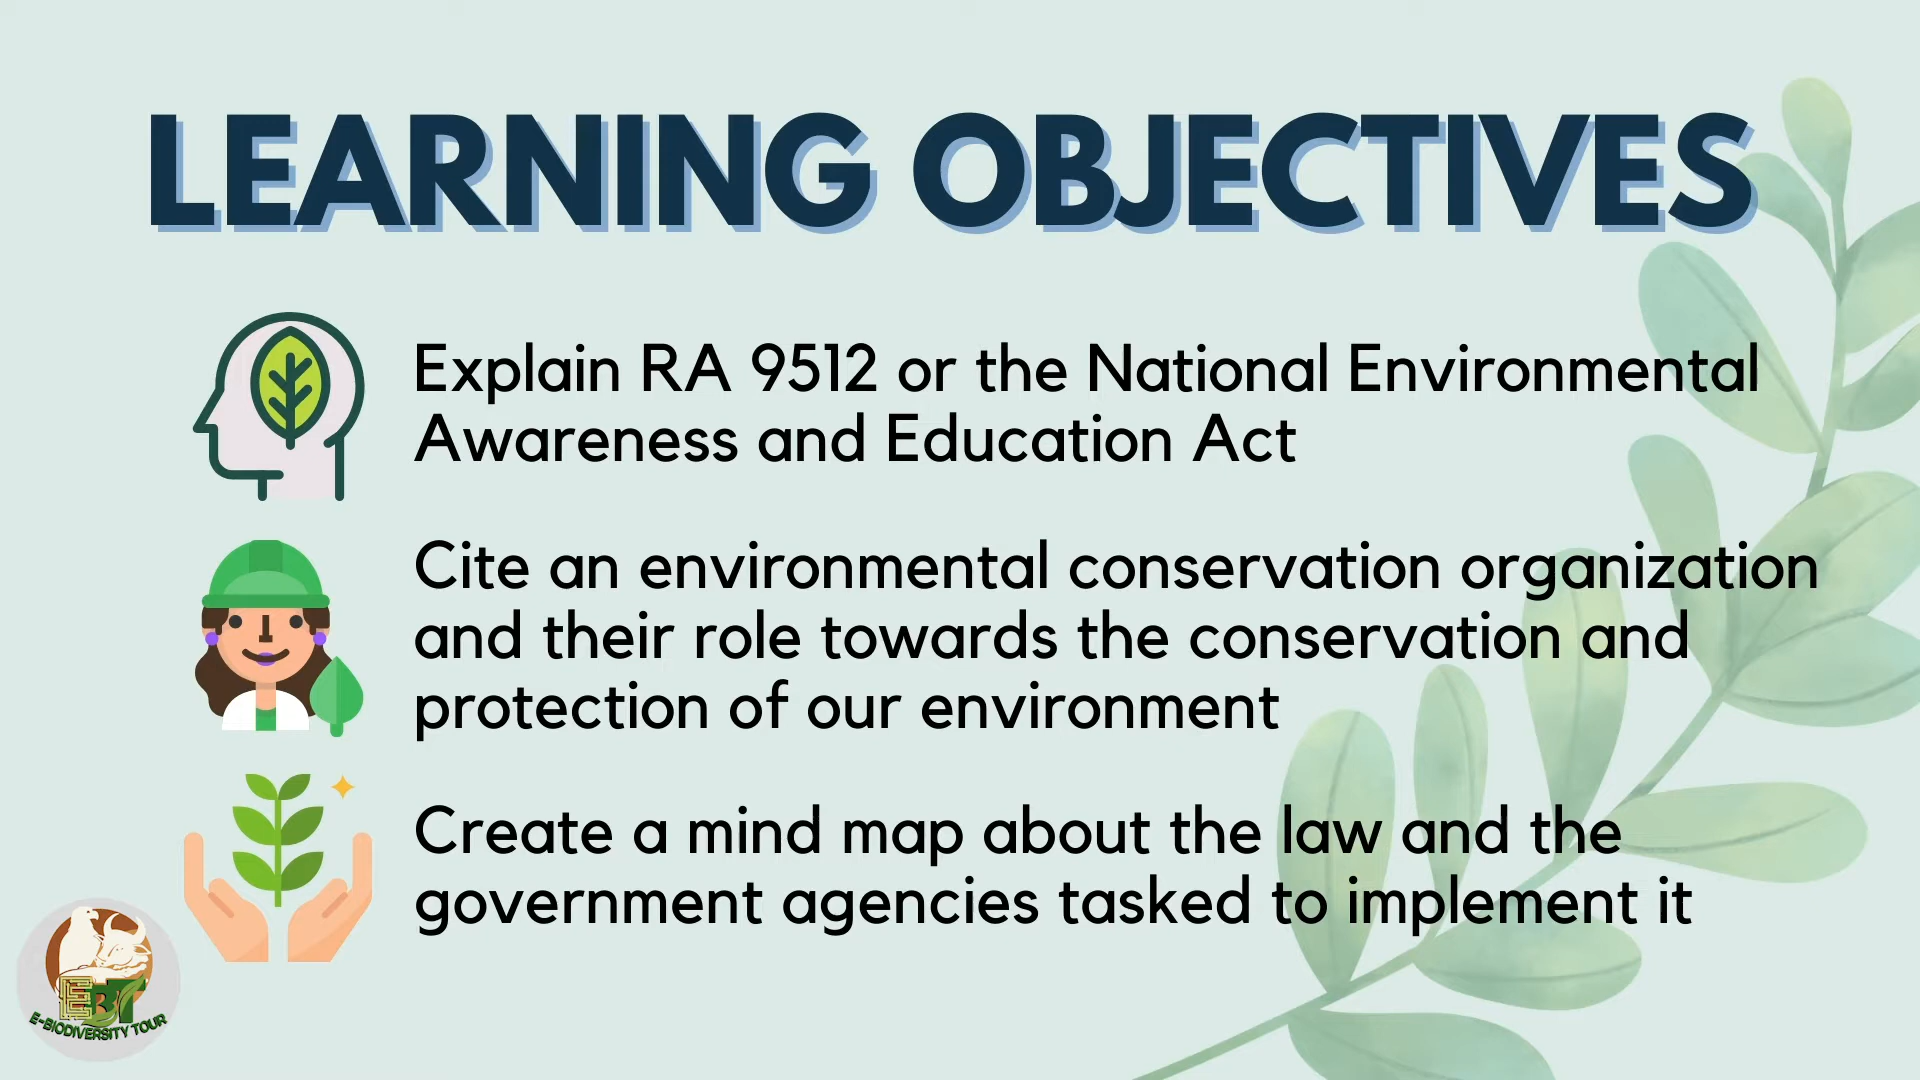 LEARNING OBJECTIVES
Explain RA 9512 or the National Environmental
Awareness and Education Act
Cite an environmental conservation organization
and their role towards the conservation and
protection of our environment
Create a mind map about the law and the
government agencies tasked to implement it
EBT
E-BIODIVERSITY TOUR